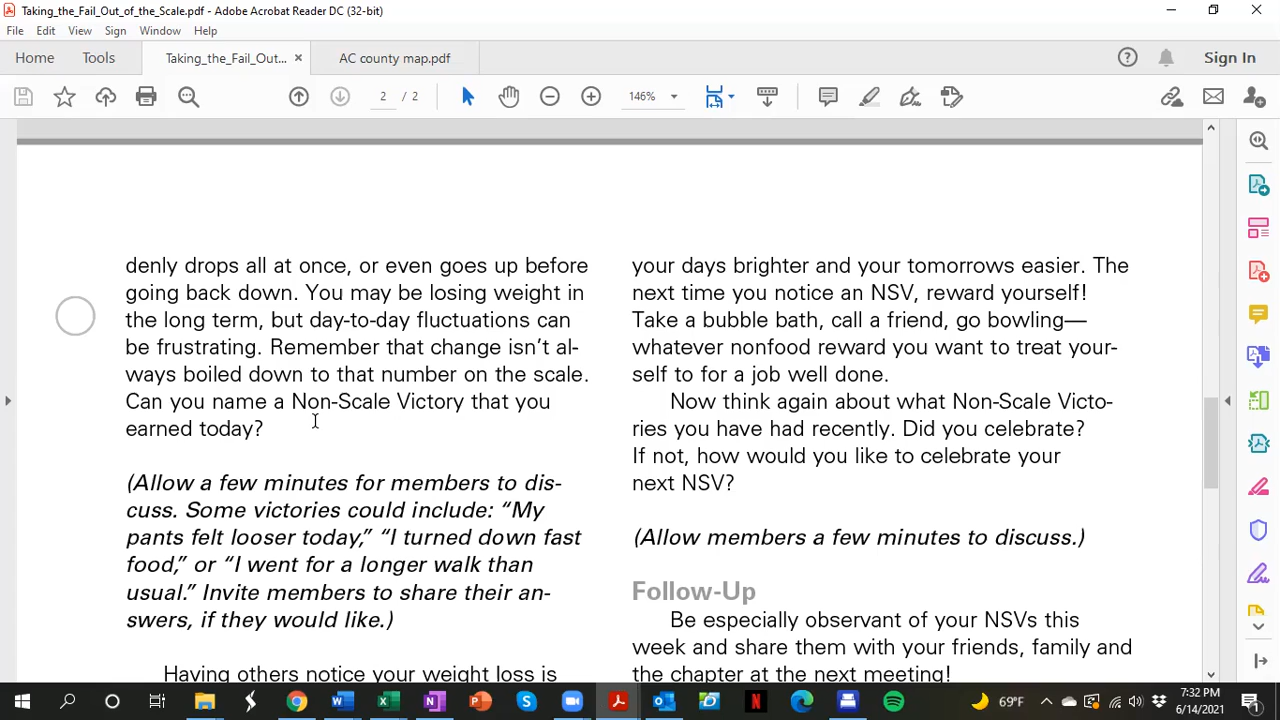 Taking_the_Fail_Out_of_the_Scale.pdf - Adobe Acrobat Reader DC (32-bit)
File Edit View Sign Window Help
Home Tools Taking_the_Fail_Out... × AC county map.pdf Sign In
2 / 2 146%
denly drops all at once, or even goes up before
going back down. You may be losing weight in
the long term, but day-to-day fluctuations can
be frustrating. Remember that change isn't al-
ways boiled down to that number on the scale.
Can you name a Non-Scale Victory that you
earned today?
(Allow a few minutes for members to dis-
cuss. Some victories could include: “My
pants felt looser today,” “I turned down fast
food,” or “I went for a longer walk than
usual.” Invite members to share their an-
swers, if they would like.)
Having others notice your weight loss is
your days brighter and your tomorrows easier. The
next time you notice an NSV, reward yourself!
Take a bubble bath, call a friend, go bowling—
whatever nonfood reward you want to treat your-
self to for a job well done.
Now think again about what Non-Scale Victo-
ries you have had recently. Did you celebrate?
If not, how would you like to celebrate your
next NSV?
(Allow members a few minutes to discuss.)
Follow-Up
Be especially observant of your NSVs this
week and share them with your friends, family and
the chapter at the next meeting!
69°F
7:32 PM
6/14/2021